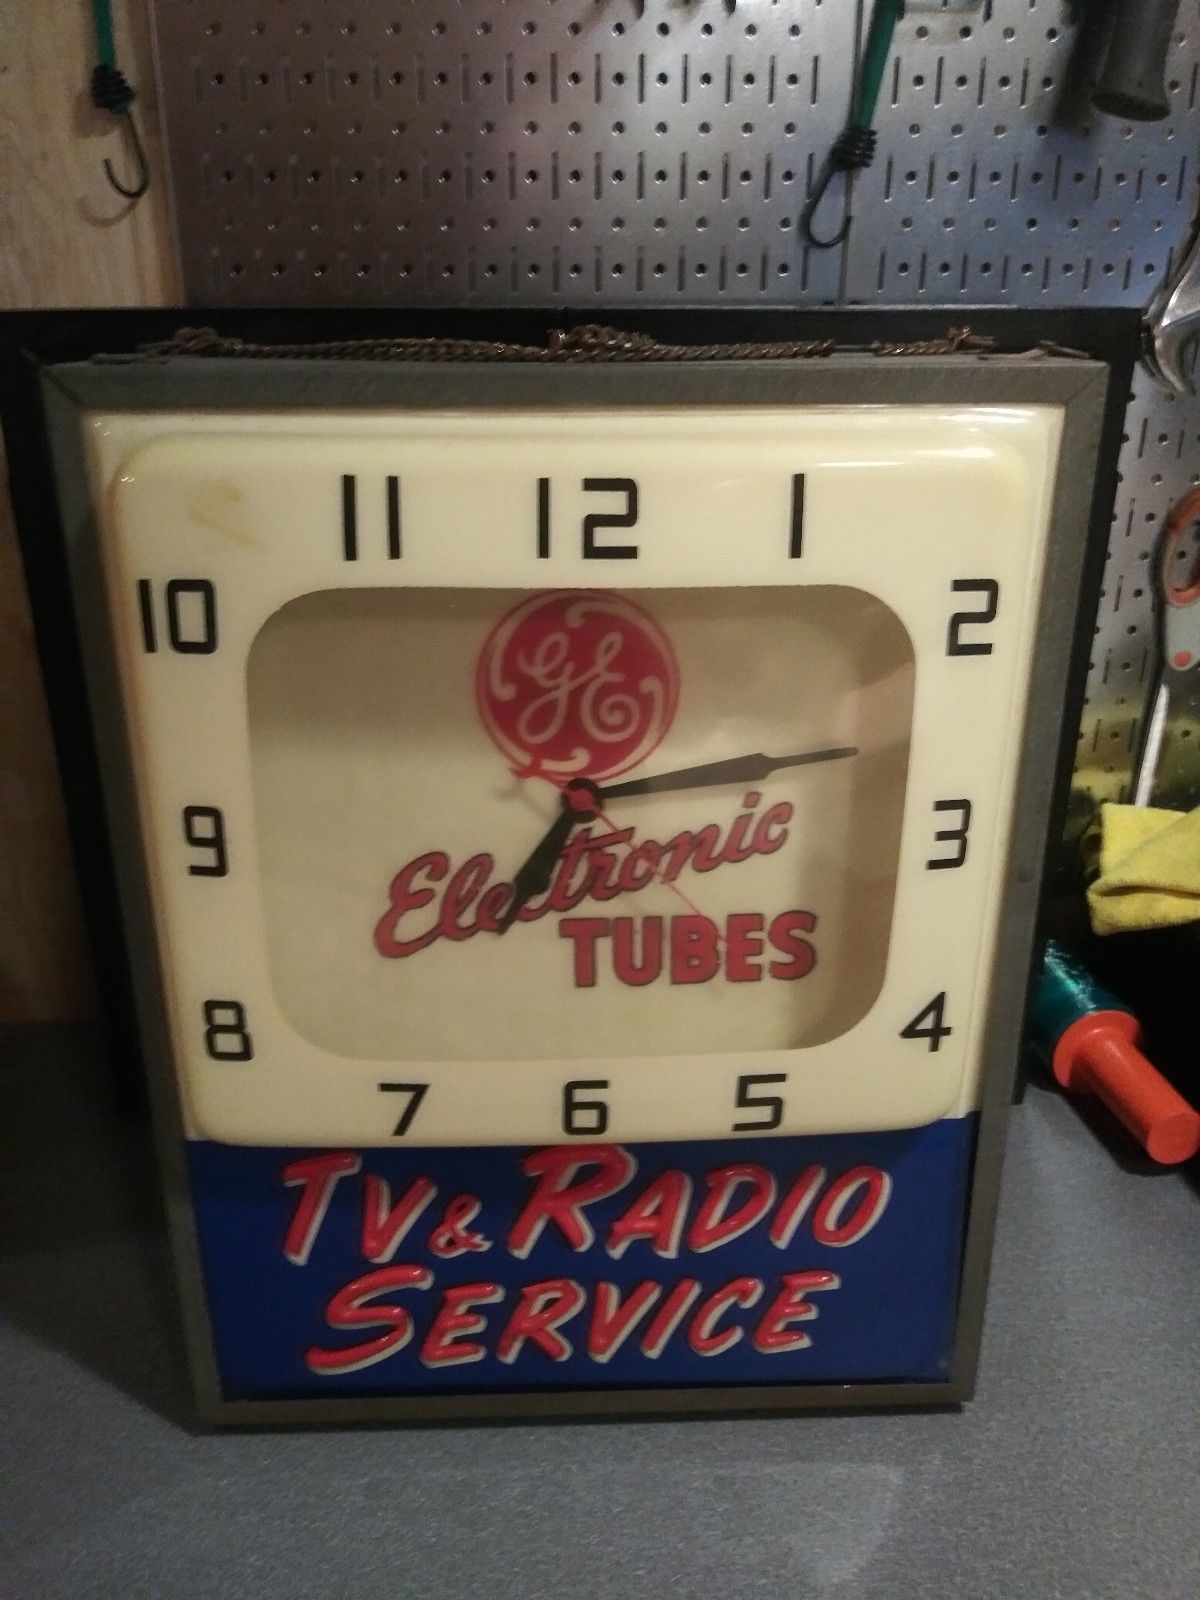 11 12 1
10 2
GE
9 3
Electronic
TUBES
8 4
7 6 5
TV & RADIO
SERVICE